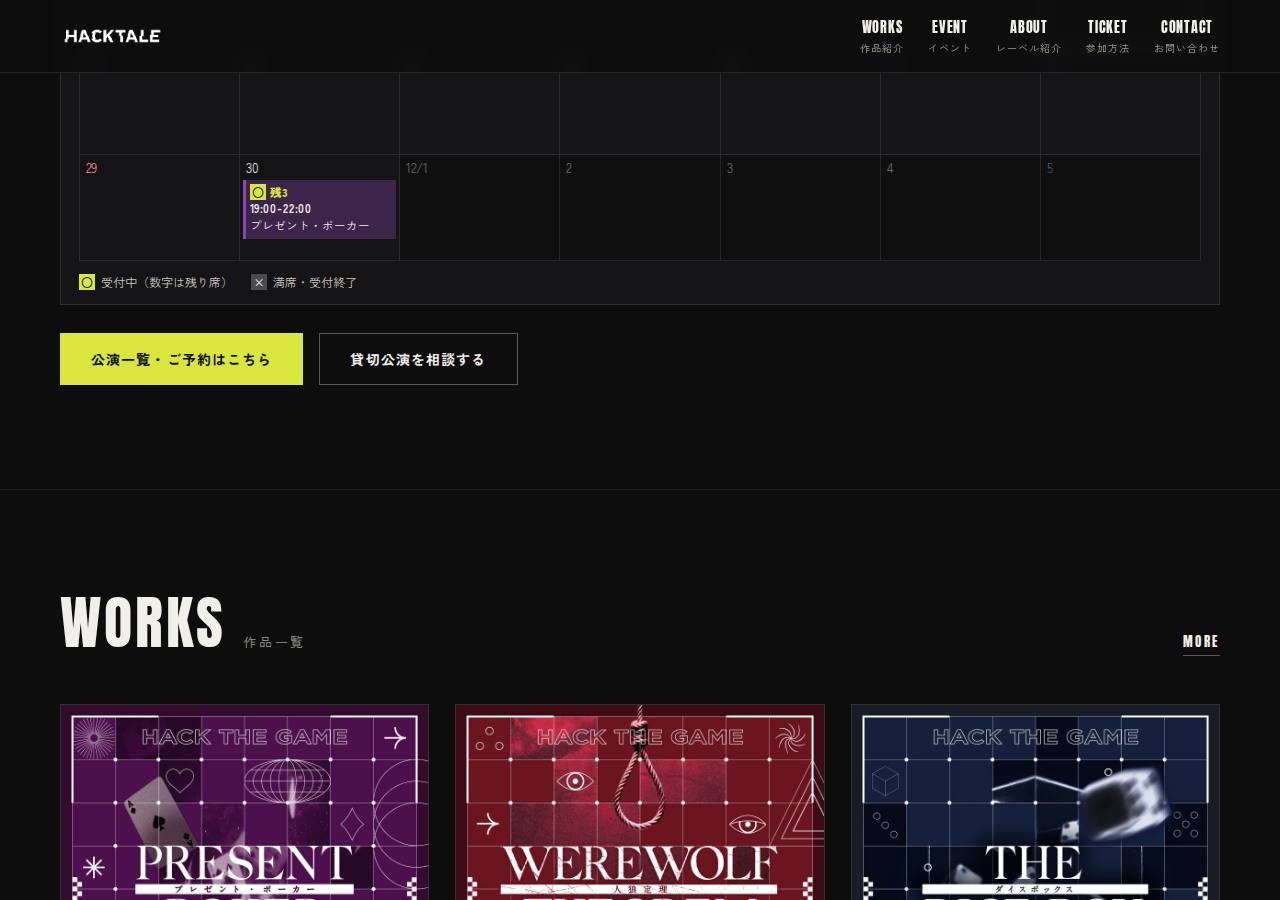 HACKTALE
WORKS
作品紹介
EVENT
イベント
ABOUT
レーベル紹介
TICKET
参加方法
CONTACT
お問い合わせ
29
30
12/1
2
3
4
5
残3
19:00-22:00
プレゼント・ポーカー
受付中（数字は残り席）
× 満席・受付終了
公演一覧・ご予約はこちら
貸切公演を相談する
WORKS
作品一覧
MORE
HACK THE GAME
PRESENT
プレゼント・ポーカー
HACK THE GAME
WEREWOLF
人狼定理
HACK THE GAME
THE
ダイスボックス